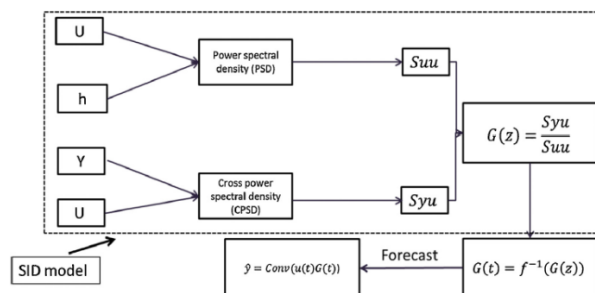 U
Power spectral
density (PSD)
Suu
h
G(z) = Syu / Suu
Y
Cross power
spectral density
(CPSD)
Syu
U
SID model
ŷ = Conv(u(t)G(t))
Forecast
G(t) = f⁻¹(G(z))